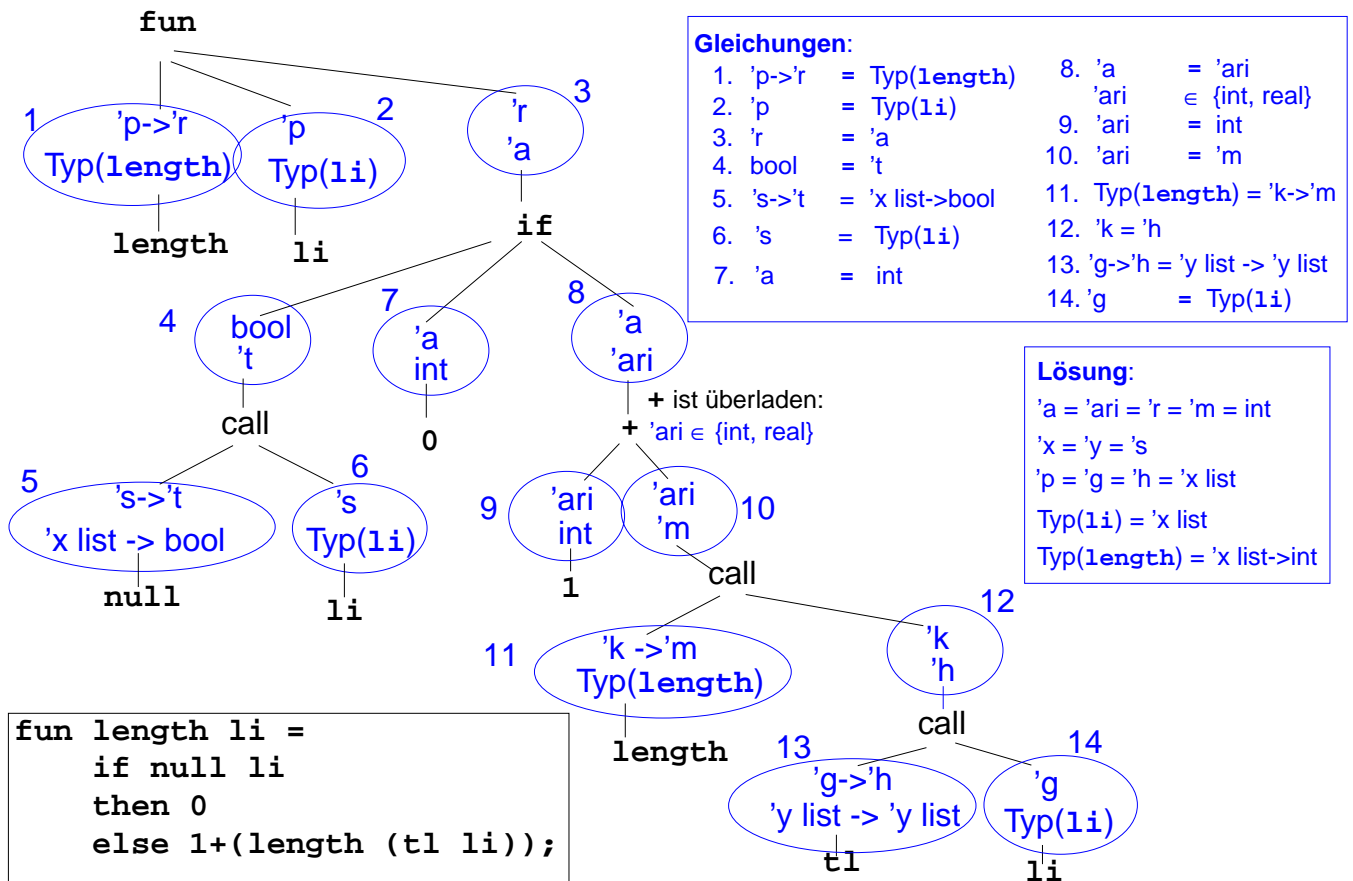 fun
1
’p->’r
Typ(length)
length
’p
2
Typ(li)
li
’r
3
’a
if
4
bool
’t
call
5
’s->’t
’x list -> bool
null
6
’s
Typ(li)
li
7
’a
int
0
8
’a
’ari
+ ist überladen:
+ ’ari ∈ {int, real}
9
’ari
int
1
’ari
’m
10
call
11
’k ->’m
Typ(length)
length
12
’k
’h
call
13
’g->’h
’y list -> ’y list
tl
14
’g
Typ(li)
li
Gleichungen:
1. ’p->’r = Typ(length)
2. ’p = Typ(li)
3. ’r = ’a
4. bool = ’t
5. ’s->’t = ’x list->bool
6. ’s = Typ(li)
7. ’a = int
8. ’a = ’ari
’ari ∈ {int, real}
9. ’ari = int
10. ’ari = ’m
11. Typ(length) = ’k->’m
12. ’k = ’h
13. ’g->’h = ’y list -> ’y list
14. ’g = Typ(li)
Lösung:
’a = ’ari = ’r = ’m = int
’x = ’y = ’s
’p = ’g = ’h = ’x list
Typ(li) = ’x list
Typ(length) = ’x list->int
fun length li =
if null li
then 0
else 1+(length (tl li));